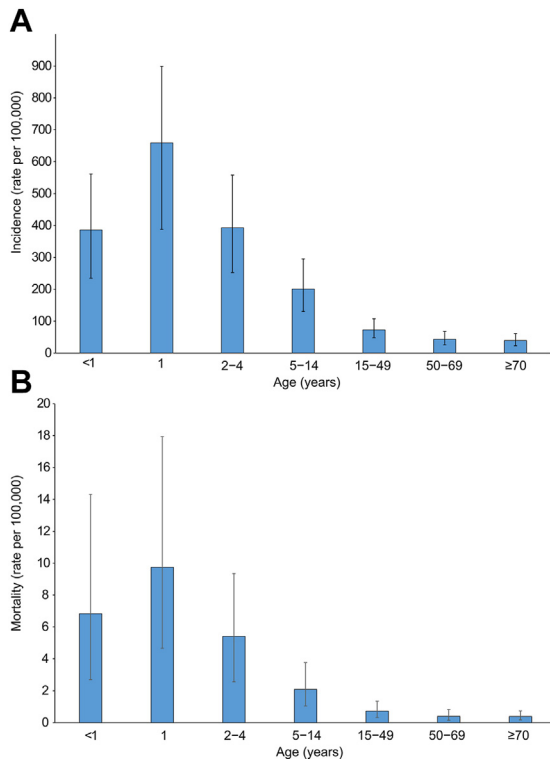 A
Incidence (rate per 100,000)
900
800
700
600
500
400
300
200
100
0
<1 1 2–4 5–14 15–49 50–69 ≥70
Age (years)
B
Mortality (rate per 100,000)
20
18
16
14
12
10
8
6
4
2
0
<1 1 2–4 5–14 15–49 50–69 ≥70
Age (years)